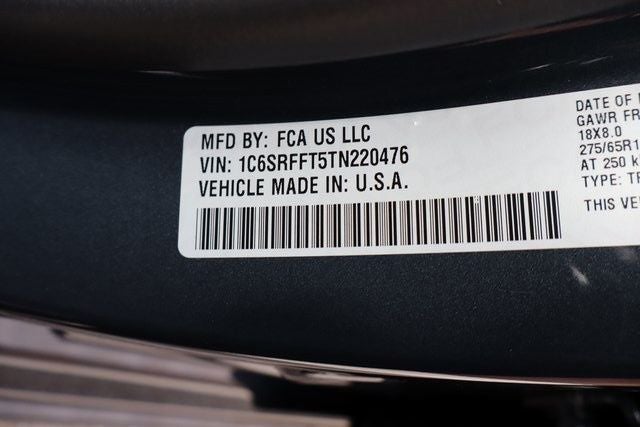 MFD BY: FCA US LLC
VIN: 1C6SRFFT5TN220476
VEHICLE MADE IN: U.S.A.
DATE OF
GAWR FR
18X8.0
275/65R1
AT 250 k
TYPE: TR
THIS VE